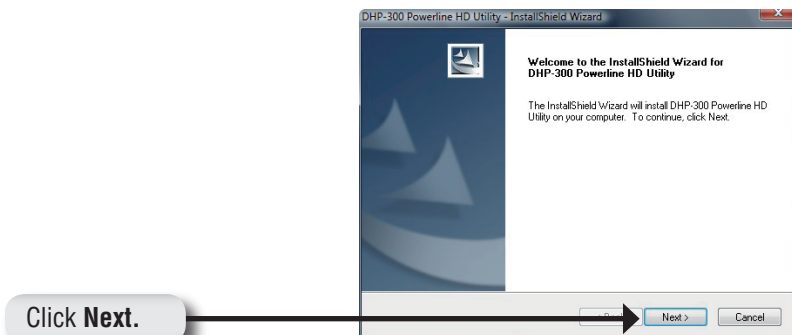 DHP-300 Powerline HD Utility - InstallShield Wizard
Welcome to the InstallShield Wizard for
DHP-300 Powerline HD Utility
The InstallShield Wizard will install DHP-300 Powerline HD
Utility on your computer. To continue, click Next.
Click Next.
Next >
Cancel